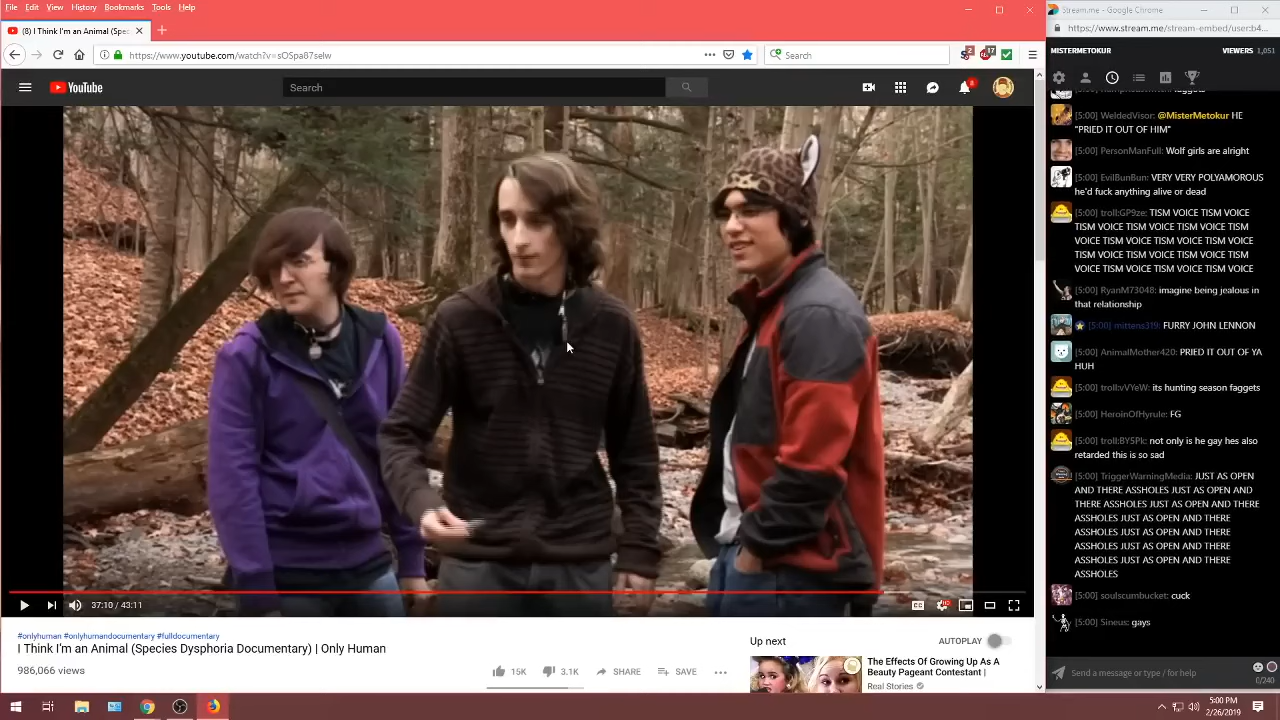 File Edit View History Bookmarks Tools Help
(8) I Think I'm an Animal (Spec
https://www.youtube.com/watch?v=sOSpa87selw
Search
2
17
YouTube
Search
8
37:10 / 43:11
CC
HD
#onlyhuman #onlyhumandocumentary #fulldocumentary
I Think I'm an Animal (Species Dysphoria Documentary) | Only Human
986,066 views
15K
3.1K
SHARE
SAVE
Up next
AUTOPLAY
The Effects Of Growing Up As A
Beauty Pageant Contestant |
Real Stories
Stream.me - Google Chrome
https://www.stream.me/stream-embed/user:b4...
MISTERMETOKUR
VIEWERS 1,051
[5:00] WeldedVisor: @MisterMetokur HE
"PRIED IT OUT OF HIM"
[5:00] PersonManFull: Wolf girls are alright
[5:00] EvilBunBun: VERY VERY POLYAMOROUS
he'd fuck anything alive or dead
[5:00] troll:GP9ze: TISM VOICE TISM VOICE
TISM VOICE TISM VOICE TISM VOICE TISM
VOICE TISM VOICE TISM VOICE TISM VOICE
TISM VOICE TISM VOICE TISM VOICE TISM
VOICE TISM VOICE TISM VOICE TISM VOICE
[5:00] RyanM73048: imagine being jealous in
that relationship
[5:00] mittens319: FURRY JOHN LENNON
[5:00] AnimalMother420: PRIED IT OUT OF YA
HUH
[5:00] troll:vVYeW: its hunting season faggets
[5:00] HeroinOfHyrule: FG
[5:00] troll:BYSPk: not only is he gay hes also
retarded this is so sad
[5:00] TriggerWarningMedia: JUST AS OPEN
AND THERE ASSHOLES JUST AS OPEN AND
THERE ASSHOLES JUST AS OPEN AND THERE
ASSHOLES JUST AS OPEN AND THERE
ASSHOLES JUST AS OPEN AND THERE
ASSHOLES JUST AS OPEN AND THERE
ASSHOLES JUST AS OPEN AND THERE
ASSHOLES
[5:00] soulscumbucket: cuck
[5:00] Sineus: gays
Send a message or type / for help
0/240
5:00 PM
2/26/2019